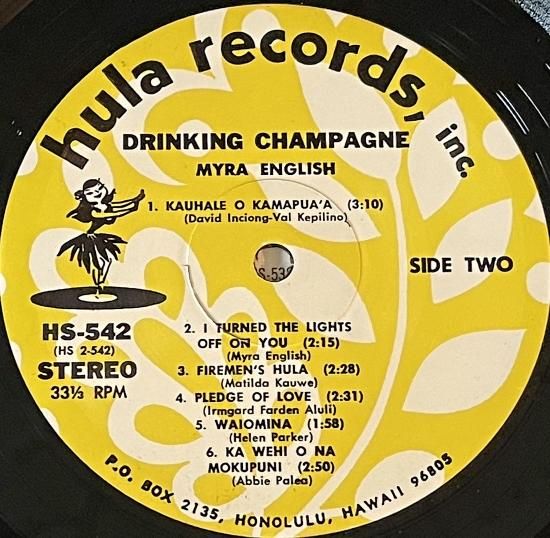 hula records, inc.
DRINKING CHAMPAGNE
MYRA ENGLISH
1. KAUHALE O KAMAPUA'A (3:10)
(David Inciong-Val Kepilino)
S-53
SIDE TWO
HS-542
(HS 2-542)
STEREO
33⅓ RPM
2. I TURNED THE LIGHTS
OFF ON YOU (2:15)
(Myra English)
3. FIREMEN'S HULA (2:28)
(Matilda Kauwe)
4. PLEDGE OF LOVE (2:31)
(Irmgard Farden Aluli)
5. WAIOMINA (1:58)
(Helen Parker)
6. KA WEHI O NA
MOKUPUNI (2:50)
(Abbie Palea)
P.O. BOX 2135, HONOLULU, HAWAII 96805